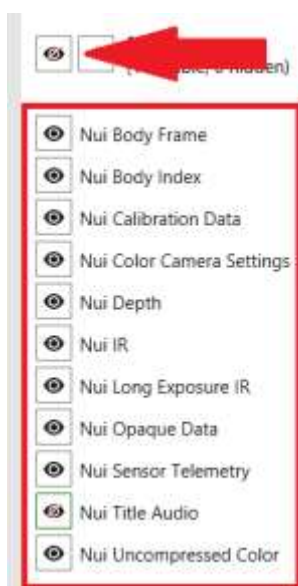 hidden)
Nui Body Frame
Nui Body Index
Nui Calibration Data
Nui Color Camera Settings
Nui Depth
Nui IR
Nui Long Exposure IR
Nui Opaque Data
Nui Sensor Telemetry
Nui Title Audio
Nui Uncompressed Color